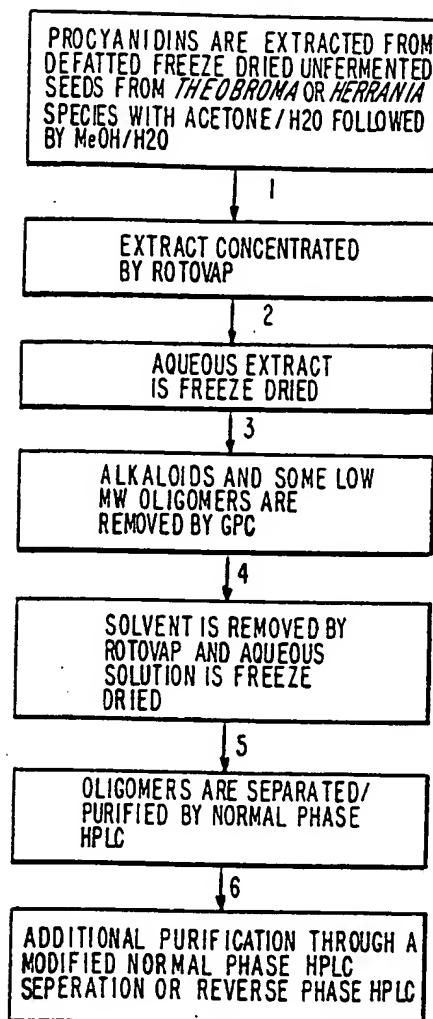 PROCYANIDINS ARE EXTRACTED FROM
DEFATTED FREEZE DRIED UNFERMENTED
SEEDS FROM THEOBROMA OR HERRANIA
SPECIES WITH ACETONE/H2O FOLLOWED
BY MeOH/H2O
1
EXTRACT CONCENTRATED
BY ROTOVAP
2
AQUEOUS EXTRACT
IS FREEZE DRIED
3
ALKALOIDS AND SOME LOW
MW OLIGOMERS ARE
REMOVED BY GPC
4
SOLVENT IS REMOVED BY
ROTOVAP AND AQUEOUS
SOLUTION IS FREEZE
DRIED
5
OLIGOMERS ARE SEPARATED/
PURIFIED BY NORMAL PHASE
HPLC
6
ADDITIONAL PURIFICATION THROUGH A
MODIFIED NORMAL PHASE HPLC
SEPERATION OR REVERSE PHASE HPLC